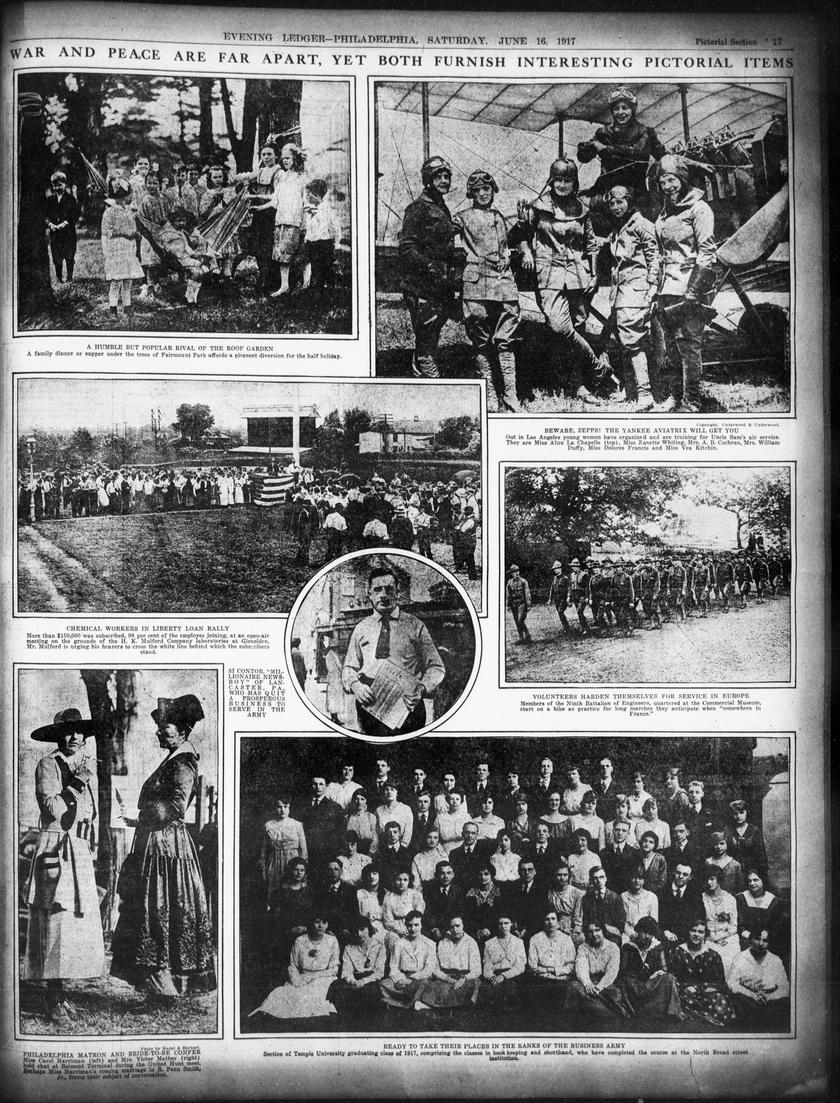 EVENING LEDGER—PHILADELPHIA, SATURDAY, JUNE 16, 1917
Pictorial Section 17
WAR AND PEACE ARE FAR APART, YET BOTH FURNISH INTERESTING PICTORIAL ITEMS
A HUMBLE BUT POPULAR RIVAL OF THE ROOF GARDEN
A family dinner or supper under the trees of Fairmount Park affords a pleasant diversion for the half holiday.
Copyright, Underwood & Underwood.
BEWARE, ZEPPS! THE YANKEE AVIATRIX WILL GET YOU
Out in Los Angeles young women have organized and are training for Uncle Sam's air service.
They are Miss Alice La Chapelle (top), Miss Zanette Whiting, Mrs. A. B. Cochran, Mrs. William
Duffy, Miss Dolores Francis and Miss Vea Kitchin.
CHEMICAL WORKERS IN LIBERTY LOAN RALLY
More than $110,000 was subscribed, 98 per cent of the employes joining, at an open-air
meeting on the grounds of the H. K. Mulford Company laboratories at Glenolden.
Mr. Mulford is urging his hearers to cross the white line behind which the subscribers
stand.
SI CONTOR, "MIL-
LIONAIRE NEWS-
BOY" OF LAN-
CASTER, PA.,
WHO HAS QUIT
A PROSPEROUS
BUSINESS TO
SERVE IN THE
ARMY
VOLUNTEERS HARDEN THEMSELVES FOR SERVICE IN EUROPE
Members of the Ninth Battalion of Engineers, quartered at the Commercial Museum,
start on a hike as practice for long marches they anticipate when "somewhere in
France."
Photo by Kadel & Herbert.
PHILADELPHIA MATRON AND BRIDE-TO-BE CONFER
Miss Carol Harriman (left) and Mrs. Victor Mather (right)
hold chat at Belmont Terminal during the United Hunt meet.
Perhaps Miss Harriman's coming marriage to R. Penn Smith,
Jr., forms their subject of conversation.
READY TO TAKE THEIR PLACES IN THE RANKS OF THE BUSINESS ARMY
Section of Temple University graduating class of 1917, comprising the classes in bookkeeping and shorthand, who have completed the course at the North Broad street
institution.